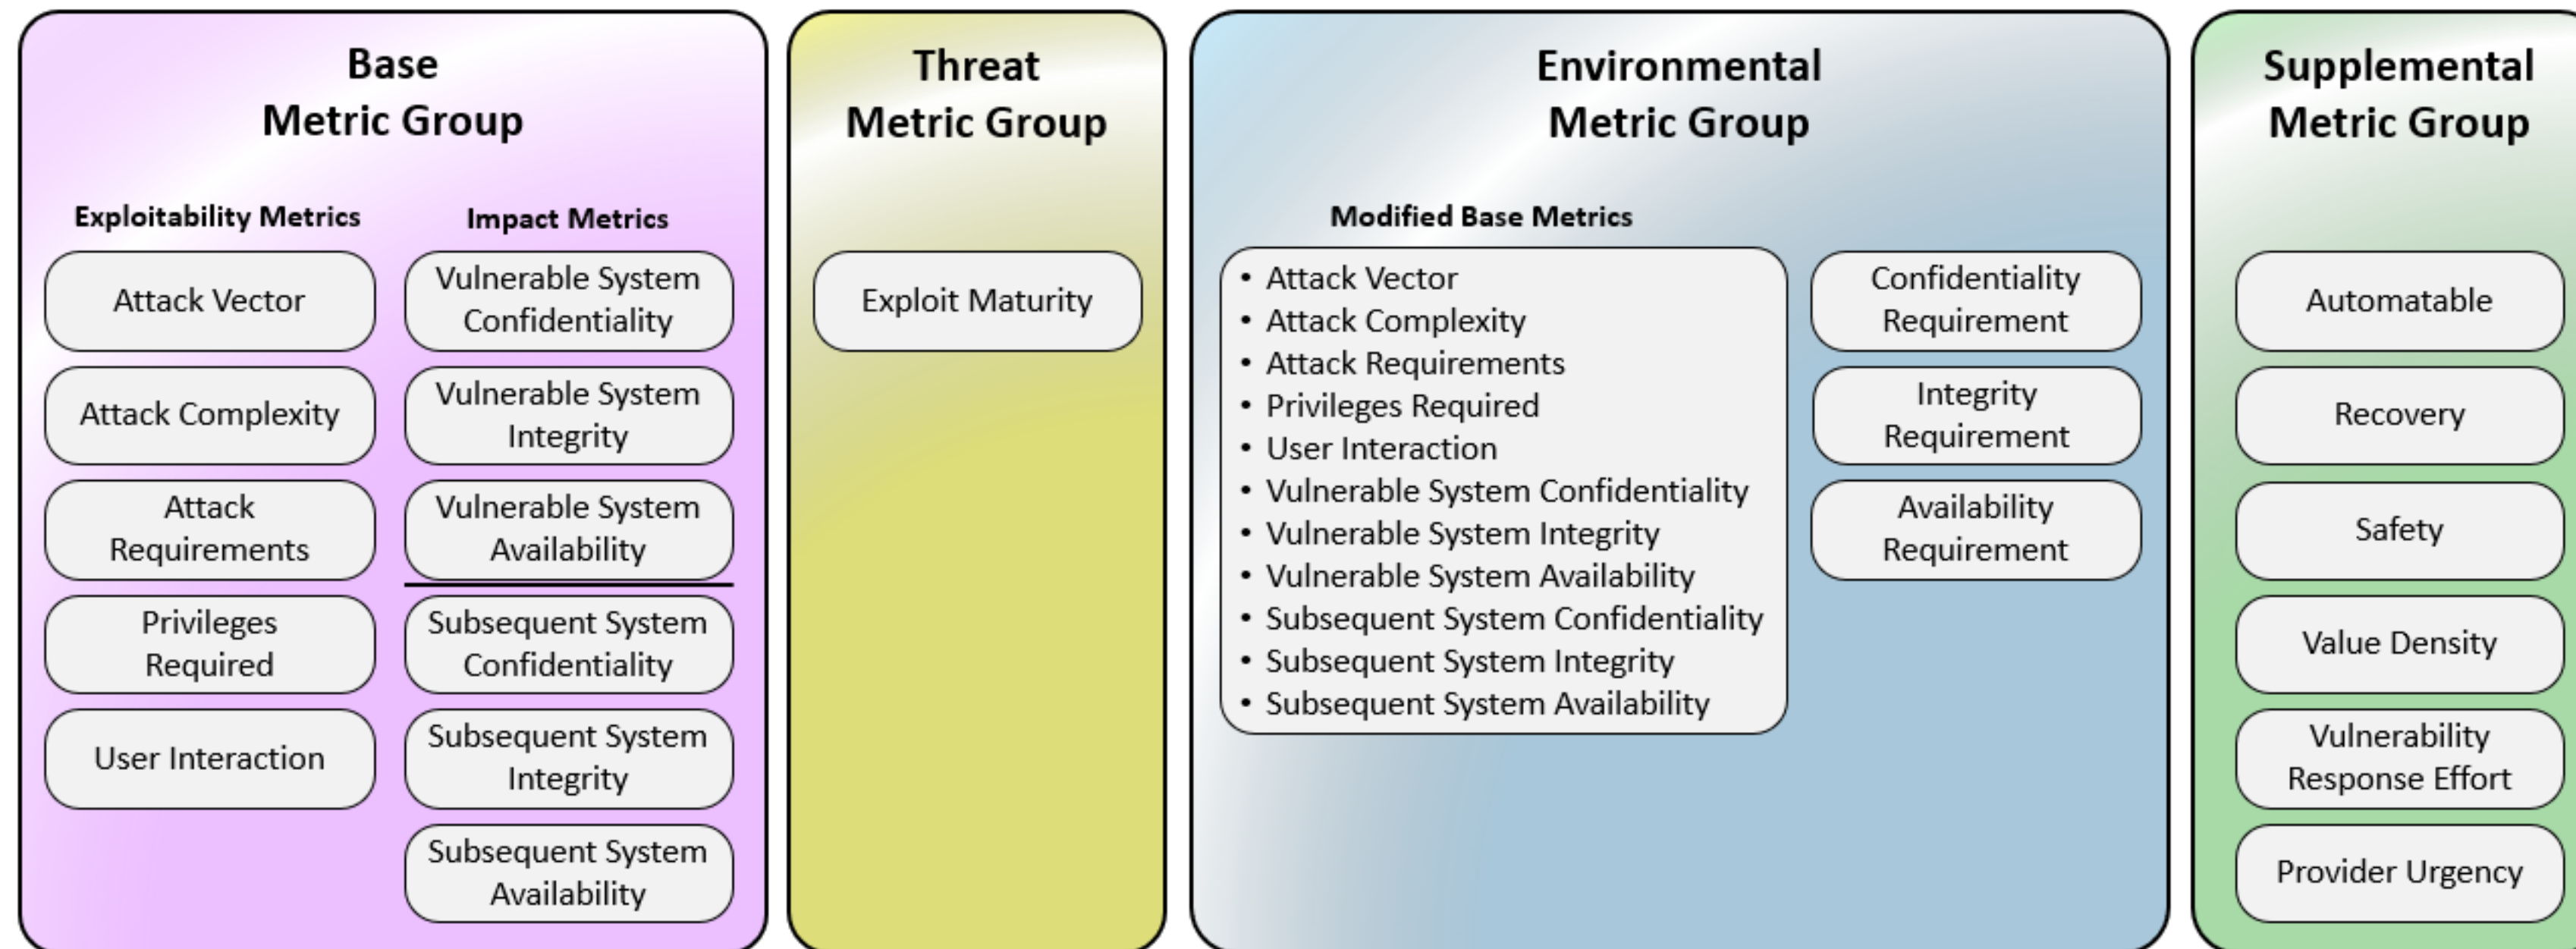 Base
Metric Group
Exploitability Metrics
Attack Vector
Attack Complexity
Attack
Requirements
Privileges
Required
User Interaction
Impact Metrics
Vulnerable System
Confidentiality
Vulnerable System
Integrity
Vulnerable System
Availability
Subsequent System
Confidentiality
Subsequent System
Integrity
Subsequent System
Availability
Threat
Metric Group
Exploit Maturity
Environmental
Metric Group
Modified Base Metrics
• Attack Vector
• Attack Complexity
• Attack Requirements
• Privileges Required
• User Interaction
• Vulnerable System Confidentiality
• Vulnerable System Integrity
• Vulnerable System Availability
• Subsequent System Confidentiality
• Subsequent System Integrity
• Subsequent System Availability
Confidentiality
Requirement
Integrity
Requirement
Availability
Requirement
Supplemental
Metric Group
Automatable
Recovery
Safety
Value Density
Vulnerability
Response Effort
Provider Urgency